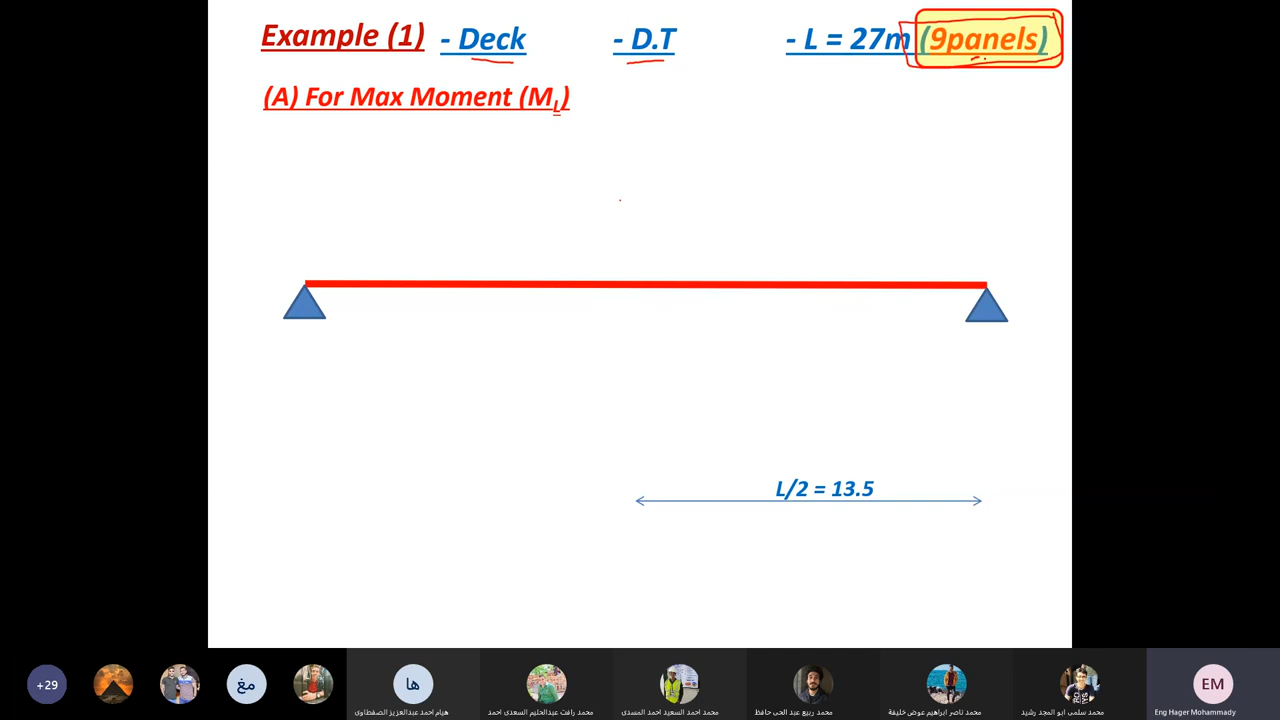 Example (1) - Deck - D.T - L = 27m (9panels)
(A) For Max Moment (ML)
L/2 = 13.5
+29
مغ
ها
EM
هيام احمد عبدالعزيز الصفطاوى
محمد رافت عبدالحليم السعدى احمد
محمد احمد السعيد احمد المسدى
محمد ربيع عبد الحى حافظ
محمد ناصر ابراهيم عوض خليفة
محمد سلمى ابو المجد رشيد
Eng Hager Mohammady